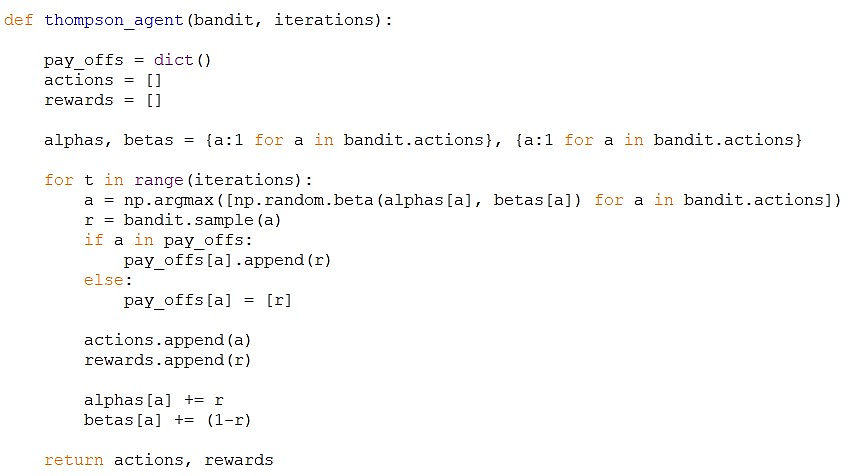 def thompson_agent(bandit, iterations):
    pay_offs = dict()
    actions = []
    rewards = []
    alphas, betas = {a:1 for a in bandit.actions}, {a:1 for a in bandit.actions}
    for t in range(iterations):
        a = np.argmax([np.random.beta(alphas[a], betas[a]) for a in bandit.actions])
        r = bandit.sample(a)
        if a in pay_offs:
            pay_offs[a].append(r)
        else:
            pay_offs[a] = [r]
        actions.append(a)
        rewards.append(r)
        alphas[a] += r
        betas[a] += (1-r)
    return actions, rewards